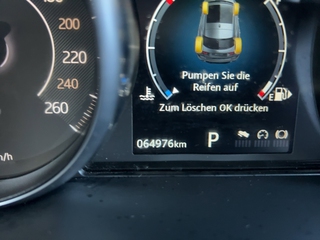 200
220
240
260
m/h
Pumpen Sie die
Reifen auf
Zum Löschen OK drücken
E
064976km
P